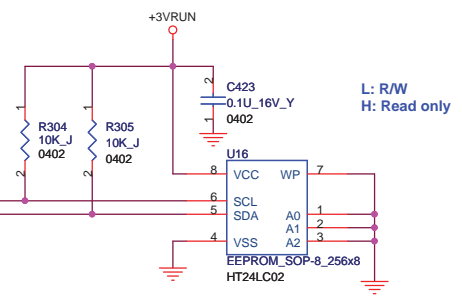 +3VRUN
1
R304
10K_J
0402
2
1
R305
10K_J
0402
2
2
C423
0.1U_16V_Y
0402
1
L: R/W
H: Read only
U16
8 VCC WP 7
6 SCL
5 SDA A0 1
A1 2
4 VSS A2 3
EEPROM_SOP-8_256x8
HT24LC02